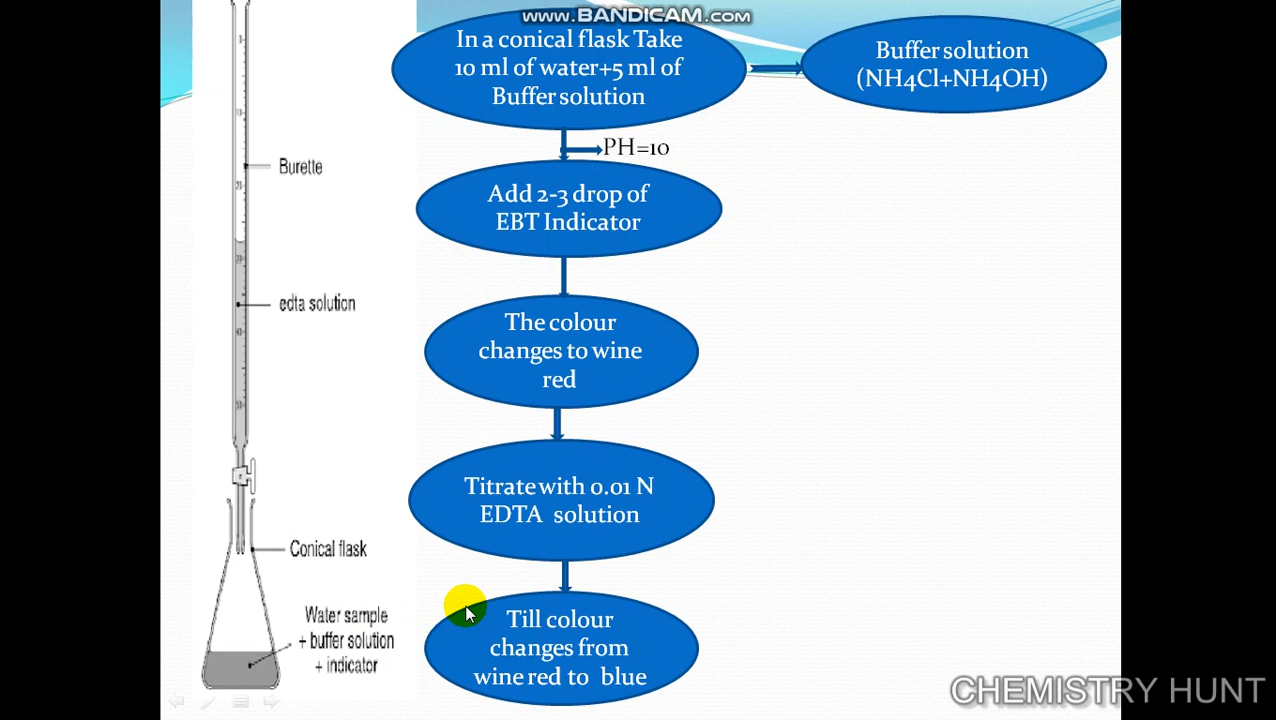 www.BANDICAM.com
In a conical flask Take
10 ml of water+5 ml of
Buffer solution
Buffer solution
(NH4Cl+NH4OH)
PH=10
Add 2-3 drop of
EBT Indicator
The colour
changes to wine
red
Titrate with 0.01 N
EDTA solution
Till colour
changes from
wine red to blue
Burette
edta solution
Conical flask
Water sample
+ buffer solution
+ indicator
CHEMISTRY HUNT